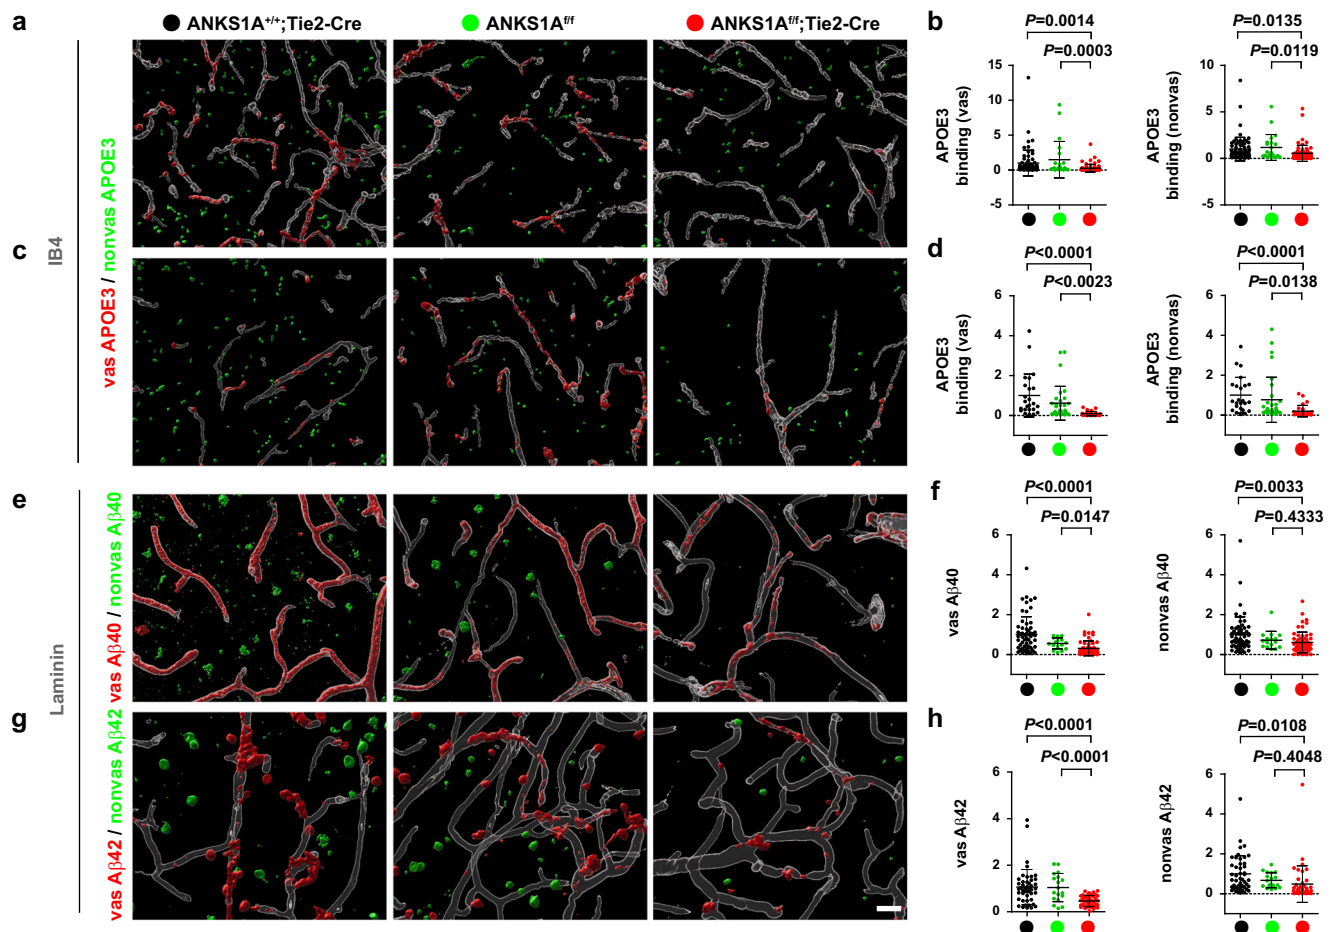 a
ANKS1A+/+;Tie2-Cre
ANKS1Af/f
ANKS1Af/f;Tie2-Cre
b
P=0.0014
P=0.0003
15
10
5
0
-5
APOE3
binding (vas)
P=0.0135
P=0.0119
10
5
0
-5
APOE3
binding (nonvas)
IB4
vas APOE3 / nonvas APOE3
c
d
P<0.0001
P<0.0023
6
4
2
0
APOE3
binding (vas)
P<0.0001
P=0.0138
6
4
2
0
APOE3
binding (nonvas)
Laminin
e
vas Aβ40 / nonvas Aβ40
f
P<0.0001
P=0.0147
6
4
2
0
vas Aβ40
P=0.0033
P=0.4333
6
4
2
0
nonvas Aβ40
g
vas Aβ42 / nonvas Aβ42
h
P<0.0001
P<0.0001
6
4
2
0
vas Aβ42
P=0.0108
P=0.4048
6
4
2
0
nonvas Aβ42